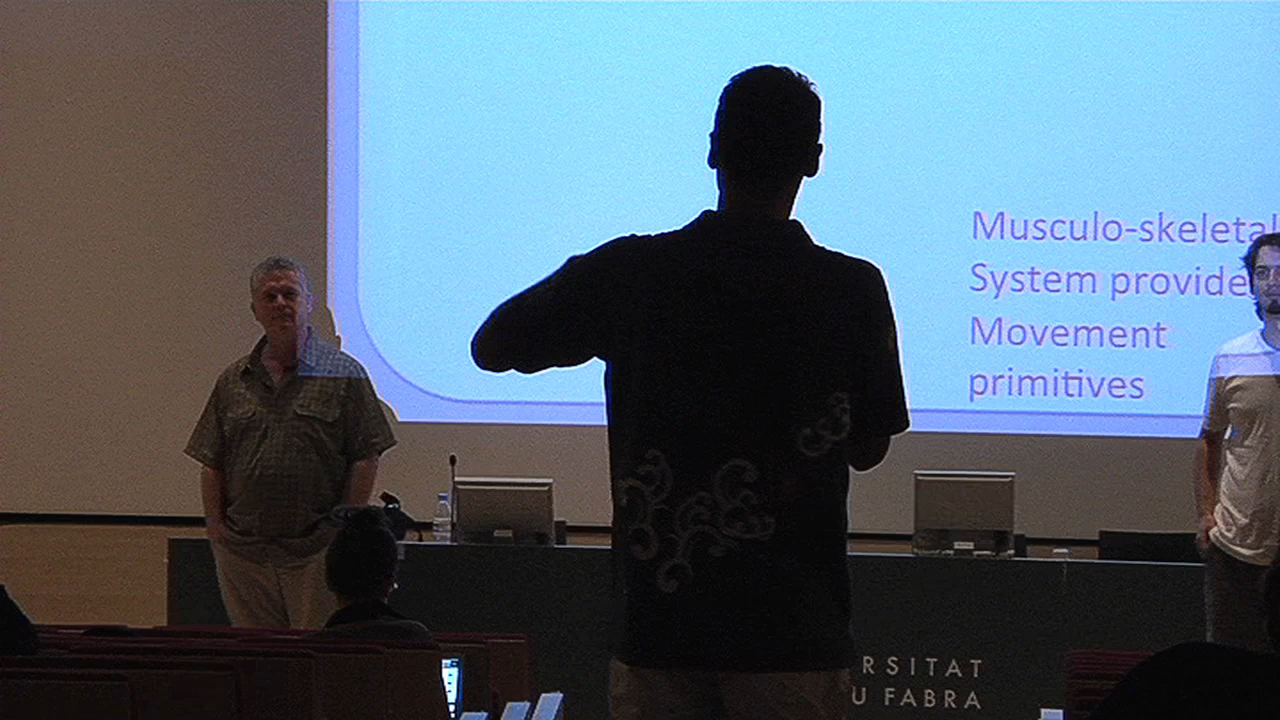 Musculo-skeletal
System provide
Movement
primitives
RSITAT
U FABRA